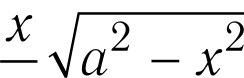 x/ √(a² − x²)